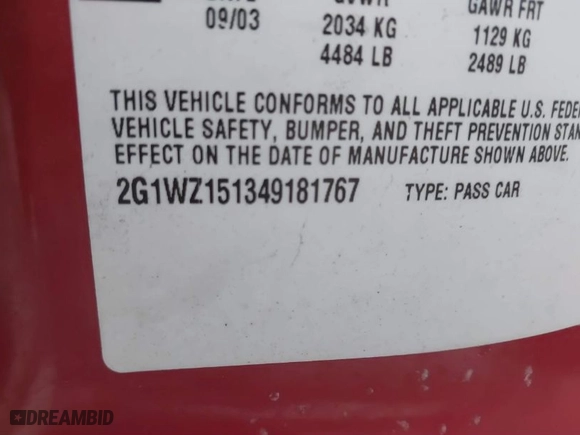 09/03 2034 KG 1129 KG
4484 LB 2489 LB
GAWR FRT
THIS VEHICLE CONFORMS TO ALL APPLICABLE U.S. FEDE
VEHICLE SAFETY, BUMPER, AND THEFT PREVENTION STAN
EFFECT ON THE DATE OF MANUFACTURE SHOWN ABOVE.
2G1WZ151349181767 TYPE: PASS CAR
DREAMBID